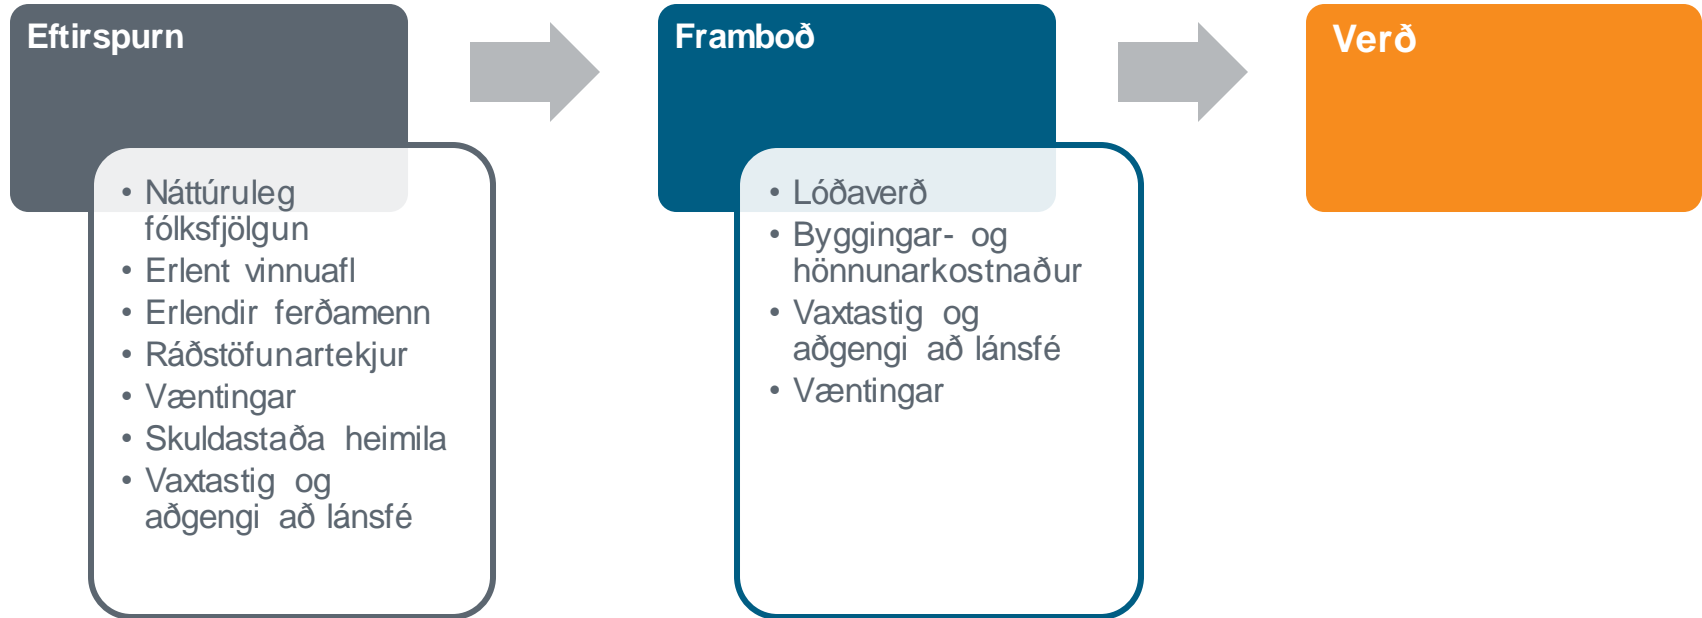 Eftirspurn
• Náttúruleg
fólksfjölgun
• Erlent vinnuafl
• Erlendir ferðamenn
• Ráðstöfunartekjur
• Væntingar
• Skuldastaða heimila
• Vaxtastig og
aðgengi að lánsfé
Framboð
• Lóðaverð
• Byggingar- og
hönnunarkostnaður
• Vaxtastig og
aðgengi að lánsfé
• Væntingar
Verð